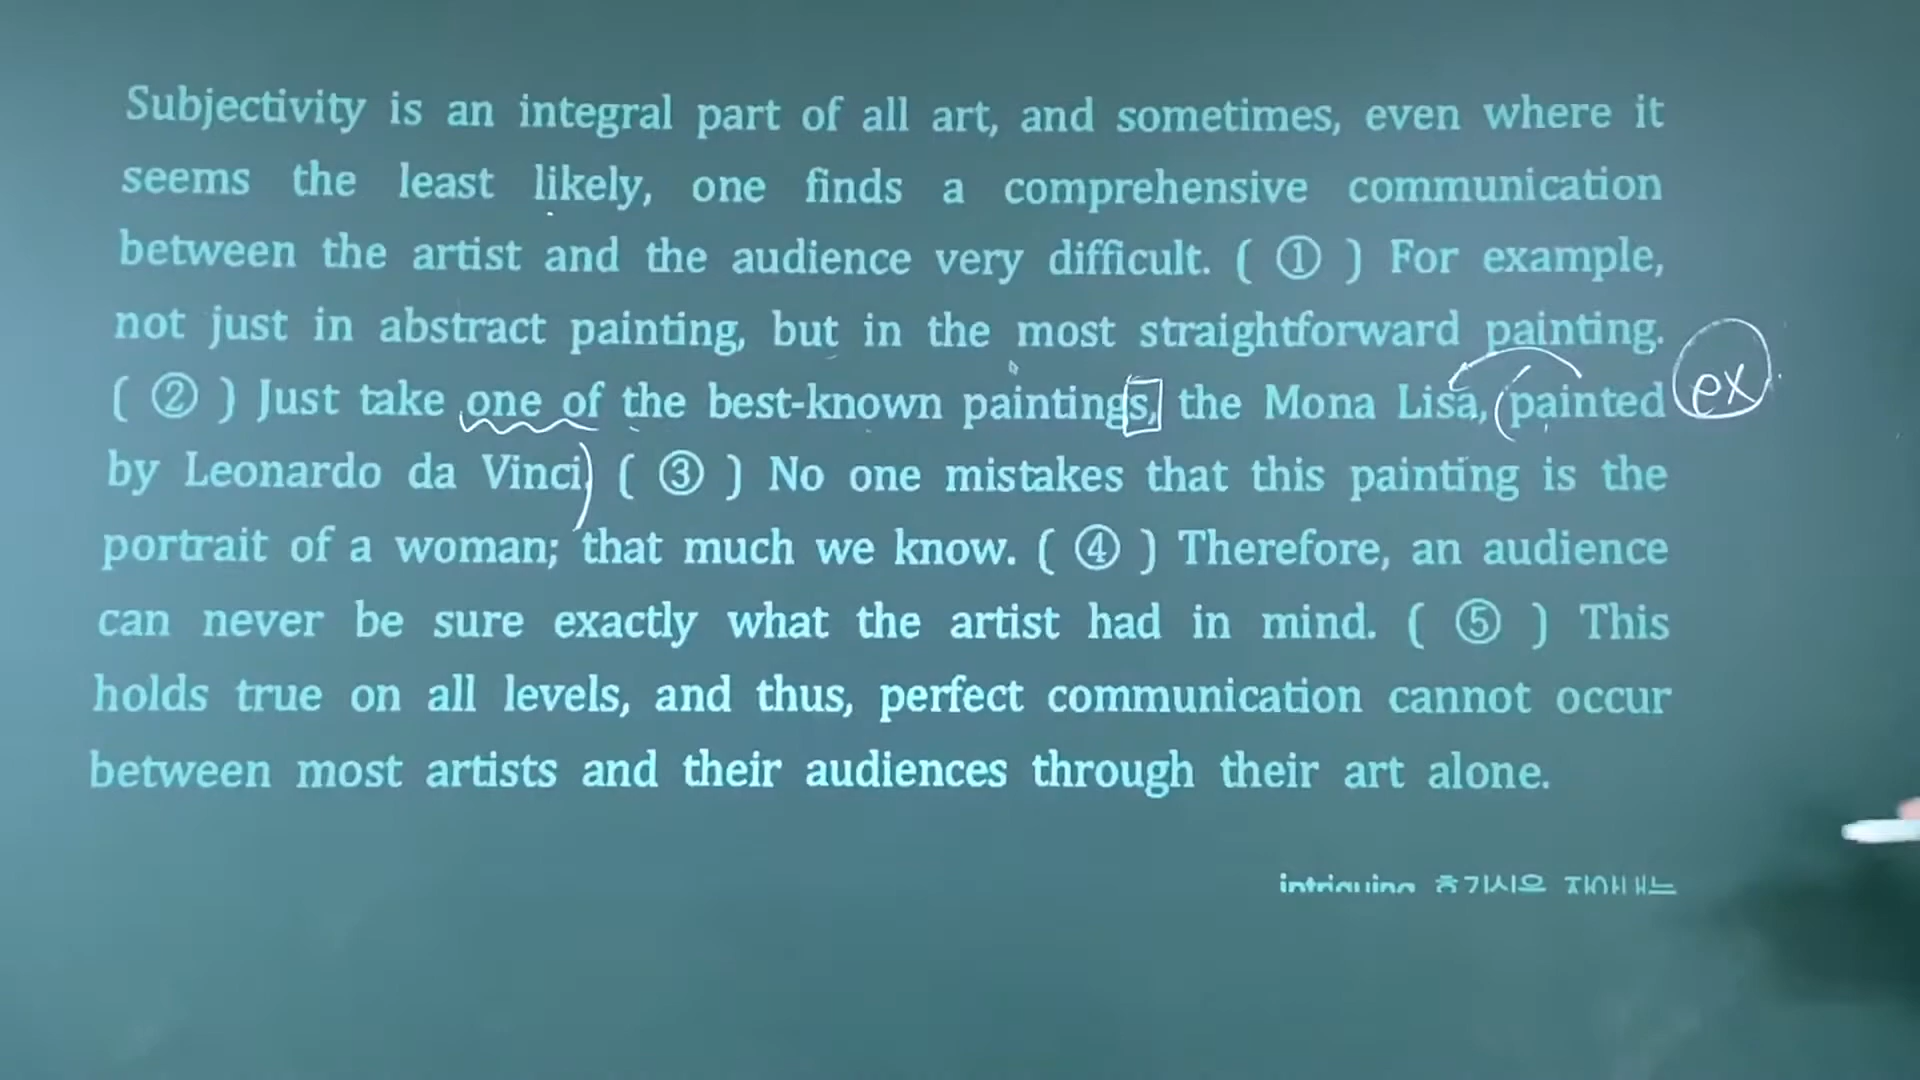 Subjectivity is an integral part of all art, and sometimes, even where it
seems the least likely, one finds a comprehensive communication
between the artist and the audience very difficult. ( ① ) For example,
not just in abstract painting, but in the most straightforward painting.
( ② ) Just take one of the best-known paintings, the Mona Lisa, (painted
ex
by Leonardo da Vinci) ( ③ ) No one mistakes that this painting is the
portrait of a woman; that much we know. ( ④ ) Therefore, an audience
can never be sure exactly what the artist had in mind. ( ⑤ ) This
holds true on all levels, and thus, perfect communication cannot occur
between most artists and their audiences through their art alone.
intriguing